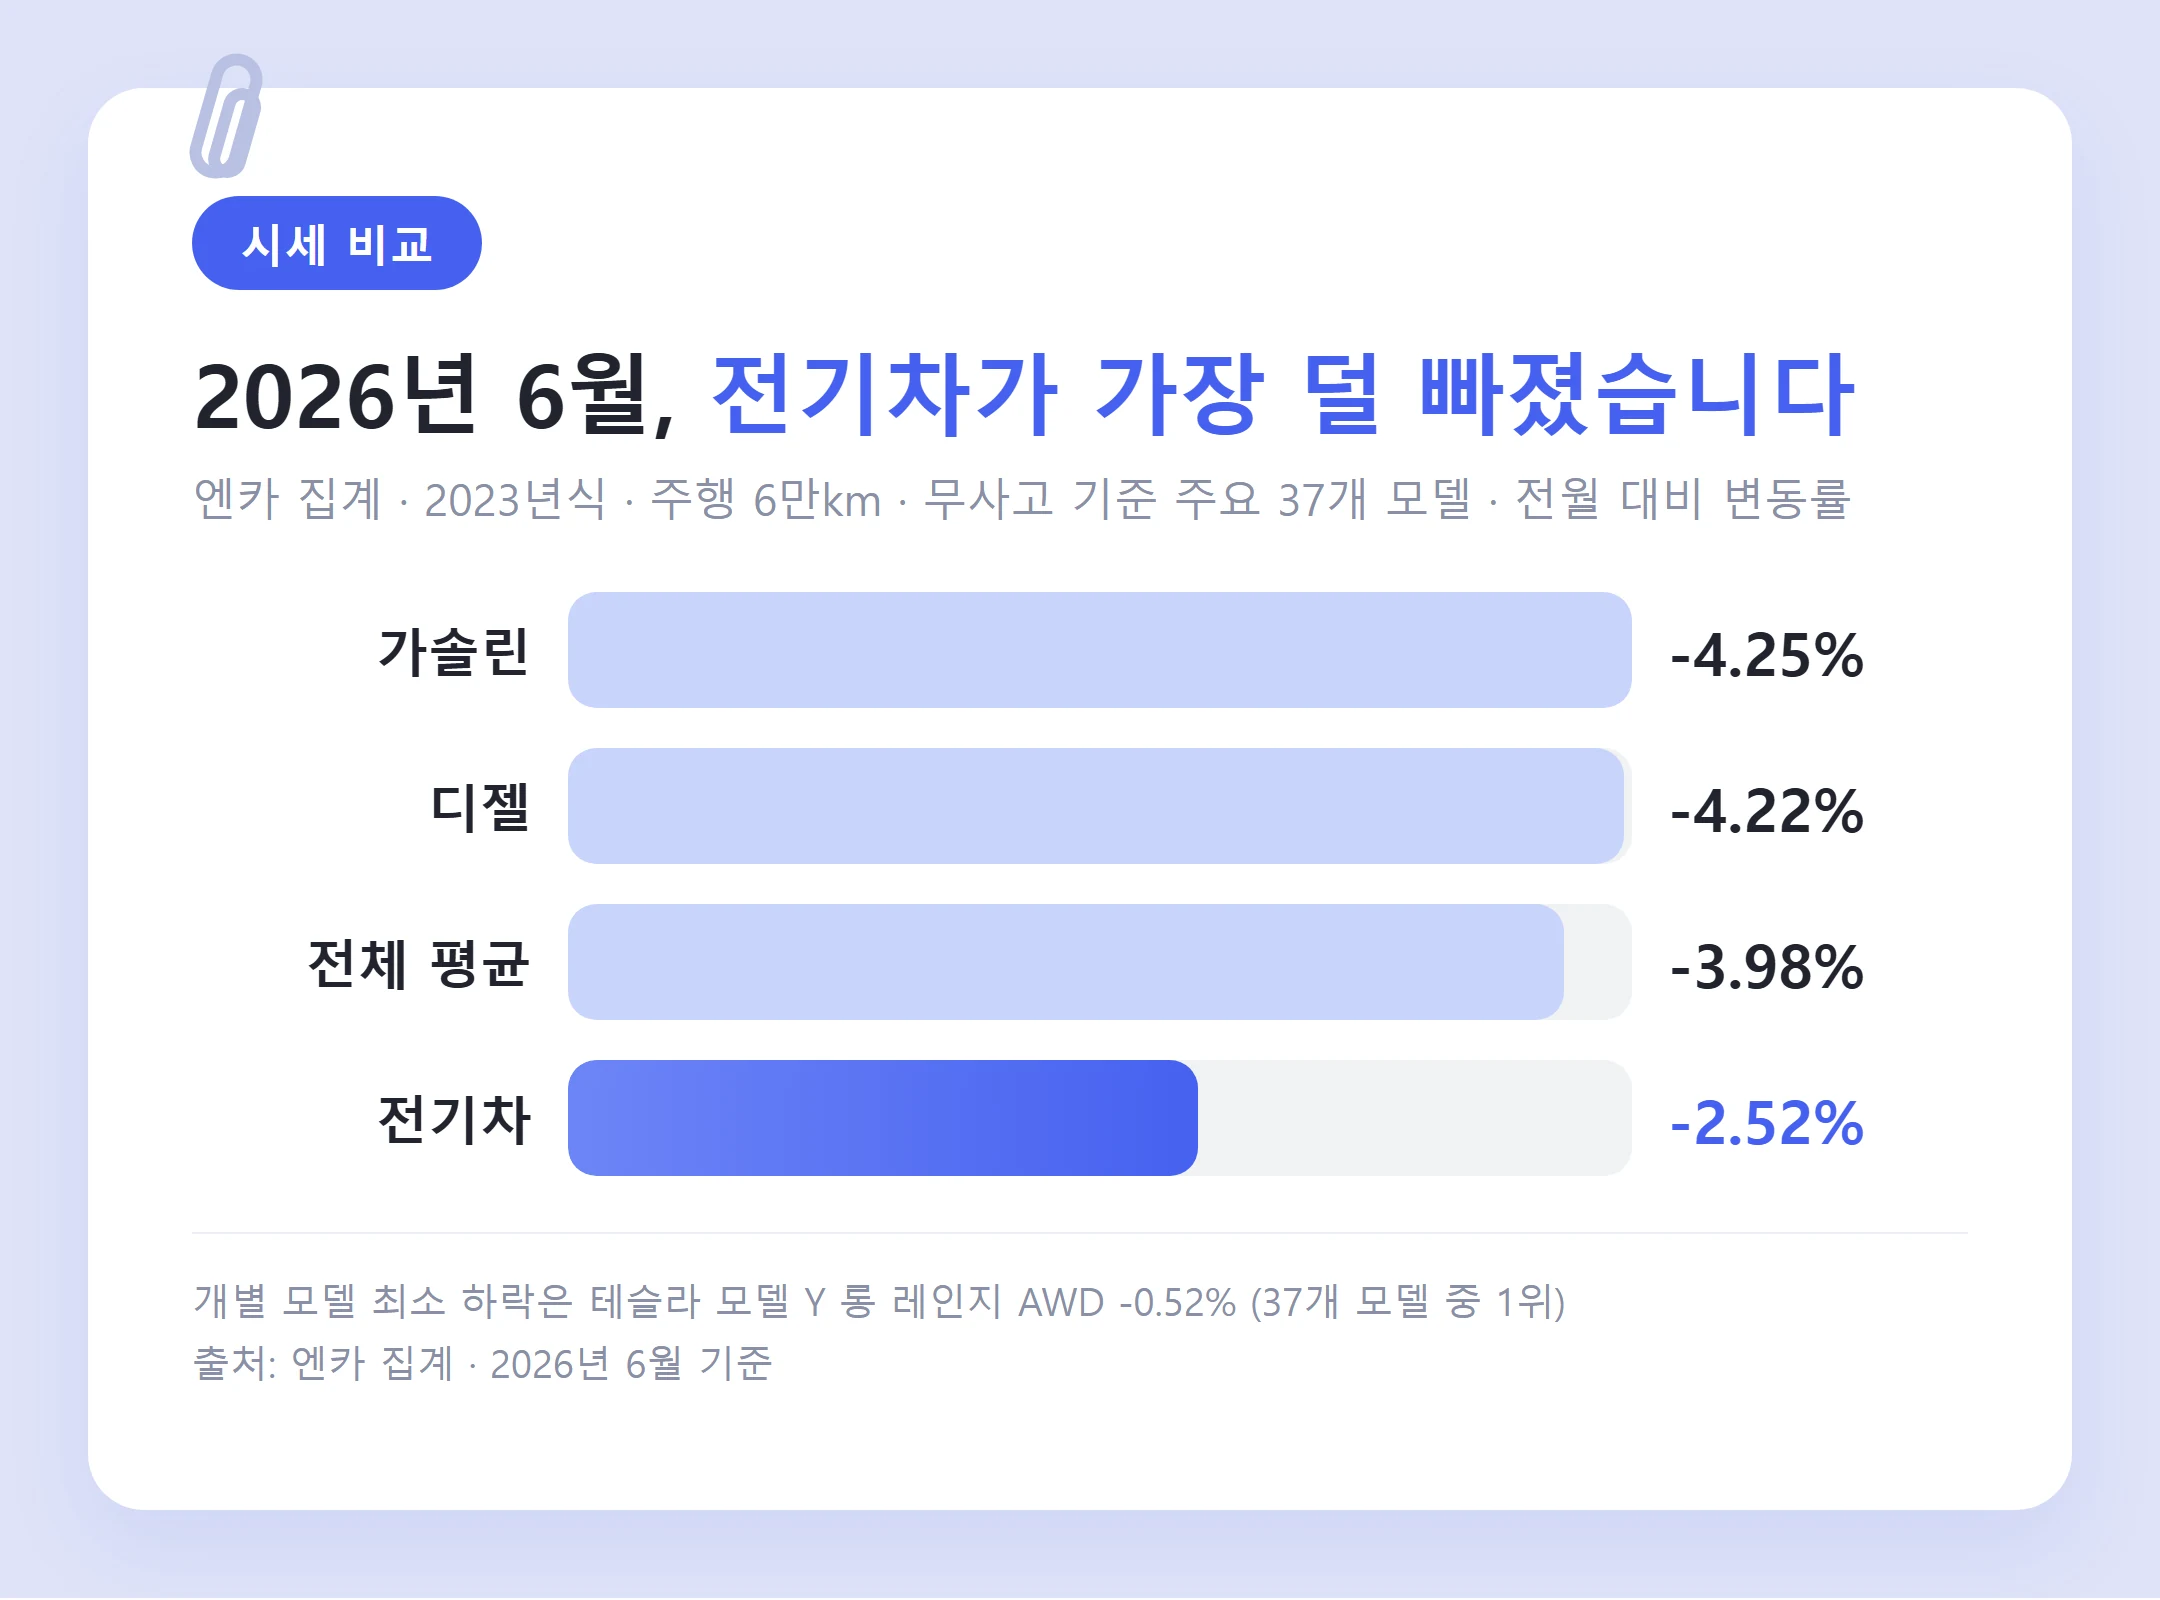 시세 비교
2026년 6월, 전기차가 가장 덜 빠졌습니다
엔카 집계 · 2023년식 · 주행 6만km · 무사고 기준 주요 37개 모델 · 전월 대비 변동률
가솔린 -4.25%
디젤 -4.22%
전체 평균 -3.98%
전기차 -2.52%
개별 모델 최소 하락은 테슬라 모델 Y 롱 레인지 AWD -0.52% (37개 모델 중 1위)
출처: 엔카 집계 · 2026년 6월 기준